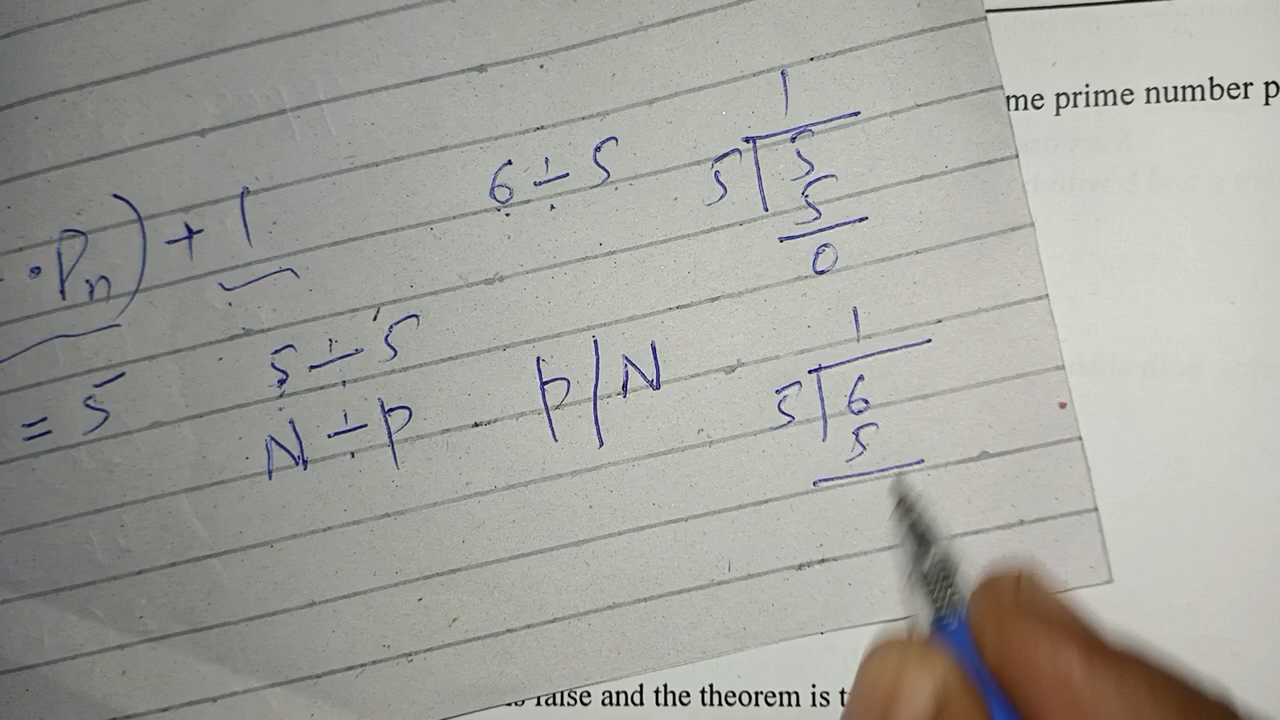 · Pₙ) + 1
= 5
5 ÷ 5
N ÷ p
6 ÷ 5
p | N
1
5 5
5
0
1
5 6
5
me prime number p
false and the theorem is t